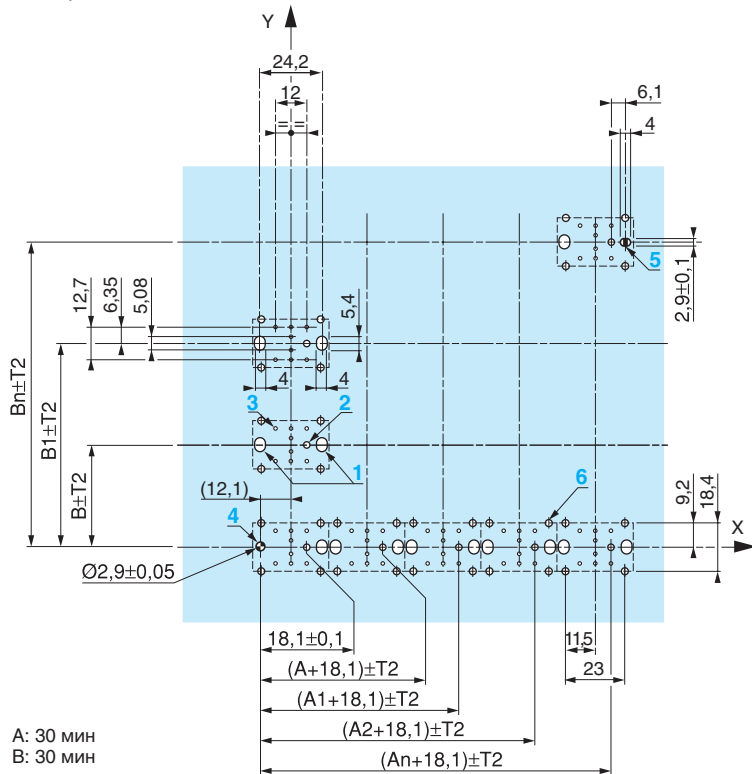 Y
24,2
12
=
=
6,1
4
5
2,9±0,1
12,7
6,35
5,08
5,4
4
4
3
2
1
Bn±T2
B1±T2
B±T2
(12,1)
4
6
9,2
18,4
X
Ø2,9±0,05
18,1±0,1
11,5
23
(A+18,1)±T2
(A1+18,1)±T2
(A2+18,1)±T2
(An+18,1)±T2
A: 30 мин
B: 30 мин